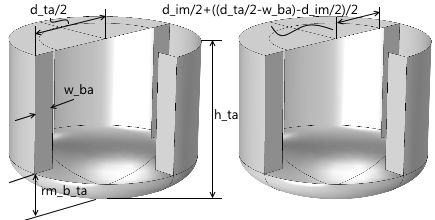 d_ta/2
d_im/2+((d_ta/2-w_ba)-d_im/2)/2
w_ba
h_ta
rm_b_ta